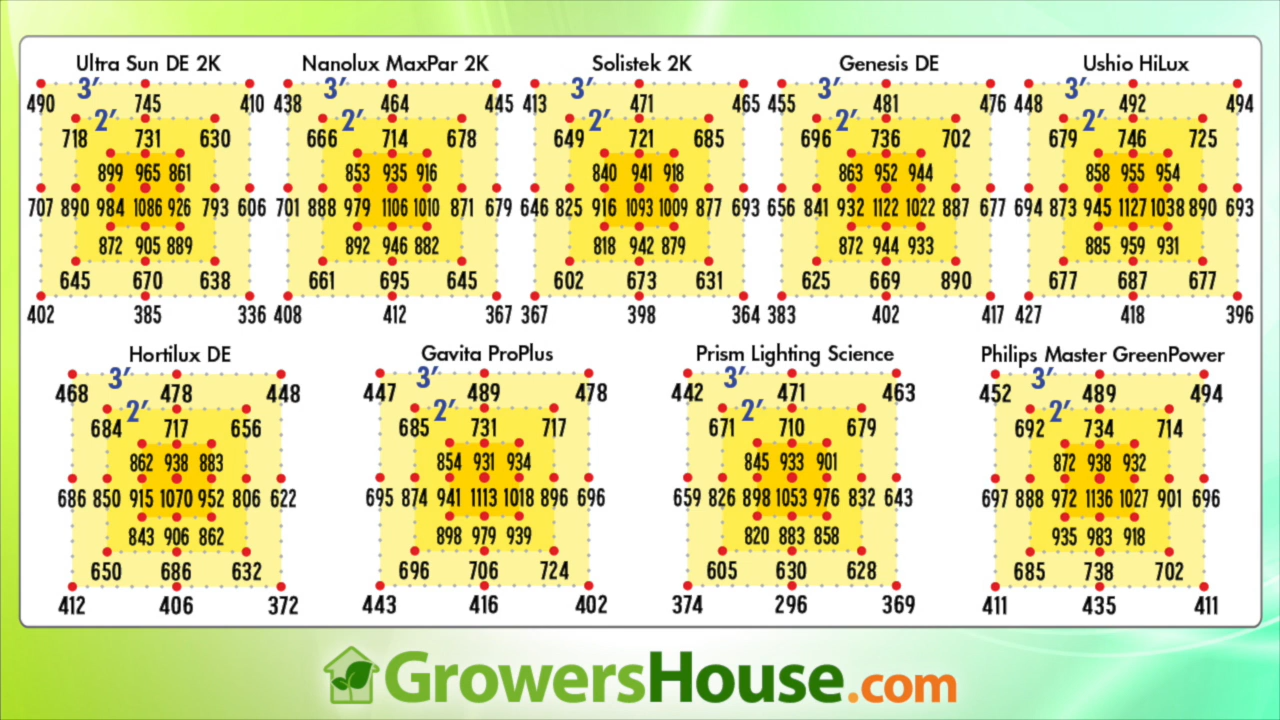 Ultra Sun DE 2K Nanolux MaxPar 2K Solistek 2K Genesis DE Ushio HiLux
3′ 3′ 3′ 3′ 3′
490 745 410 438 464 445 413 471 465 455 481 476 448 492 494
2′ 2′ 2′ 2′ 2′
718 731 630 666 714 678 649 721 685 696 736 702 679 746 725
899 965 861 853 935 916 840 941 918 863 952 944 858 955 954
707 890 984 1086 926 793 606 701 888 979 1106 1010 871 679 646 825 916 1093 1009 877 693 656 841 932 1122 1022 887 677 694 873 945 1127 1038 890 693
872 905 889 892 946 882 818 942 879 872 944 933 885 959 931
645 670 638 661 695 645 602 673 631 625 669 890 677 687 677
402 385 336 408 412 367 367 398 364 383 402 417 427 418 396
Hortilux DE Gavita ProPlus Prism Lighting Science Philips Master GreenPower
3′ 3′ 3′ 3′
468 478 448 447 489 478 442 471 463 452 489 494
2′ 2′ 2′ 2′
684 717 656 685 731 717 671 710 679 692 734 714
862 938 883 854 931 934 845 933 901 872 938 932
686 850 915 1070 952 806 622 695 874 941 1113 1018 896 696 659 826 898 1053 976 832 643 697 888 972 1136 1027 901 696
843 906 862 898 979 939 820 883 858 935 983 918
650 686 632 696 706 724 605 630 628 685 738 702
412 406 372 443 416 402 374 296 369 411 435 411
GrowersHouse.com